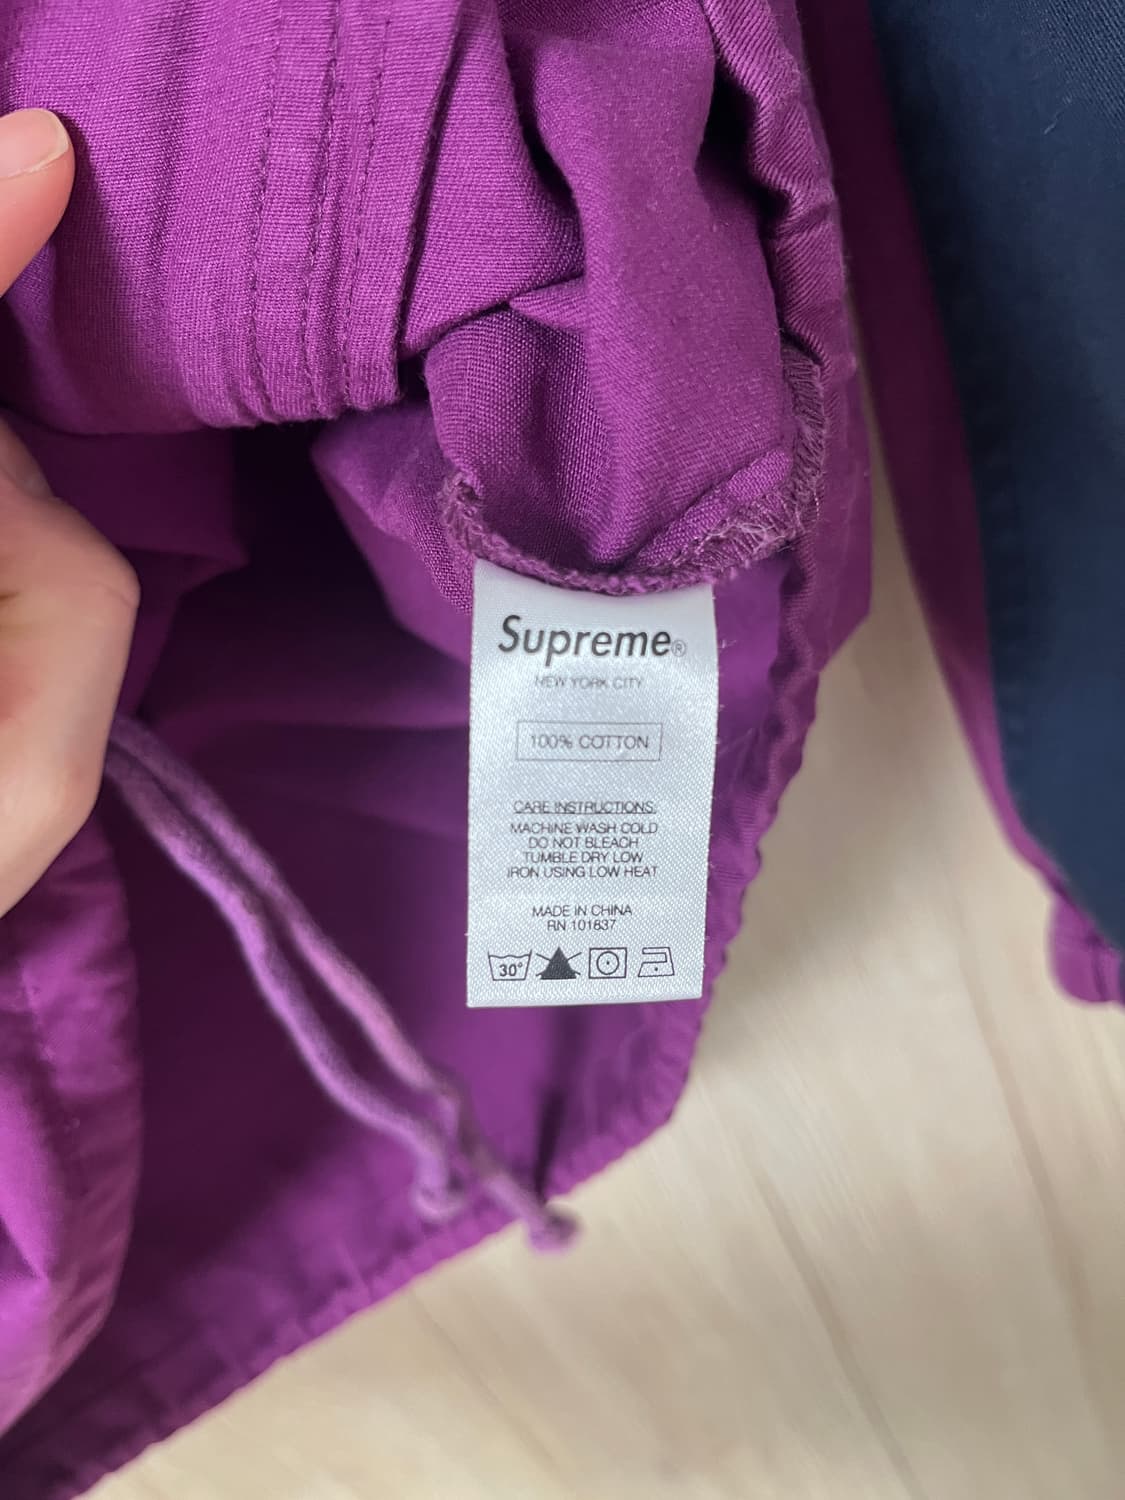 Supreme®
NEW YORK CITY
100% COTTON
CARE INSTRUCTIONS:
MACHINE WASH COLD
DO NOT BLEACH
TUMBLE DRY LOW
IRON USING LOW HEAT
MADE IN CHINA
RN 101837
30°